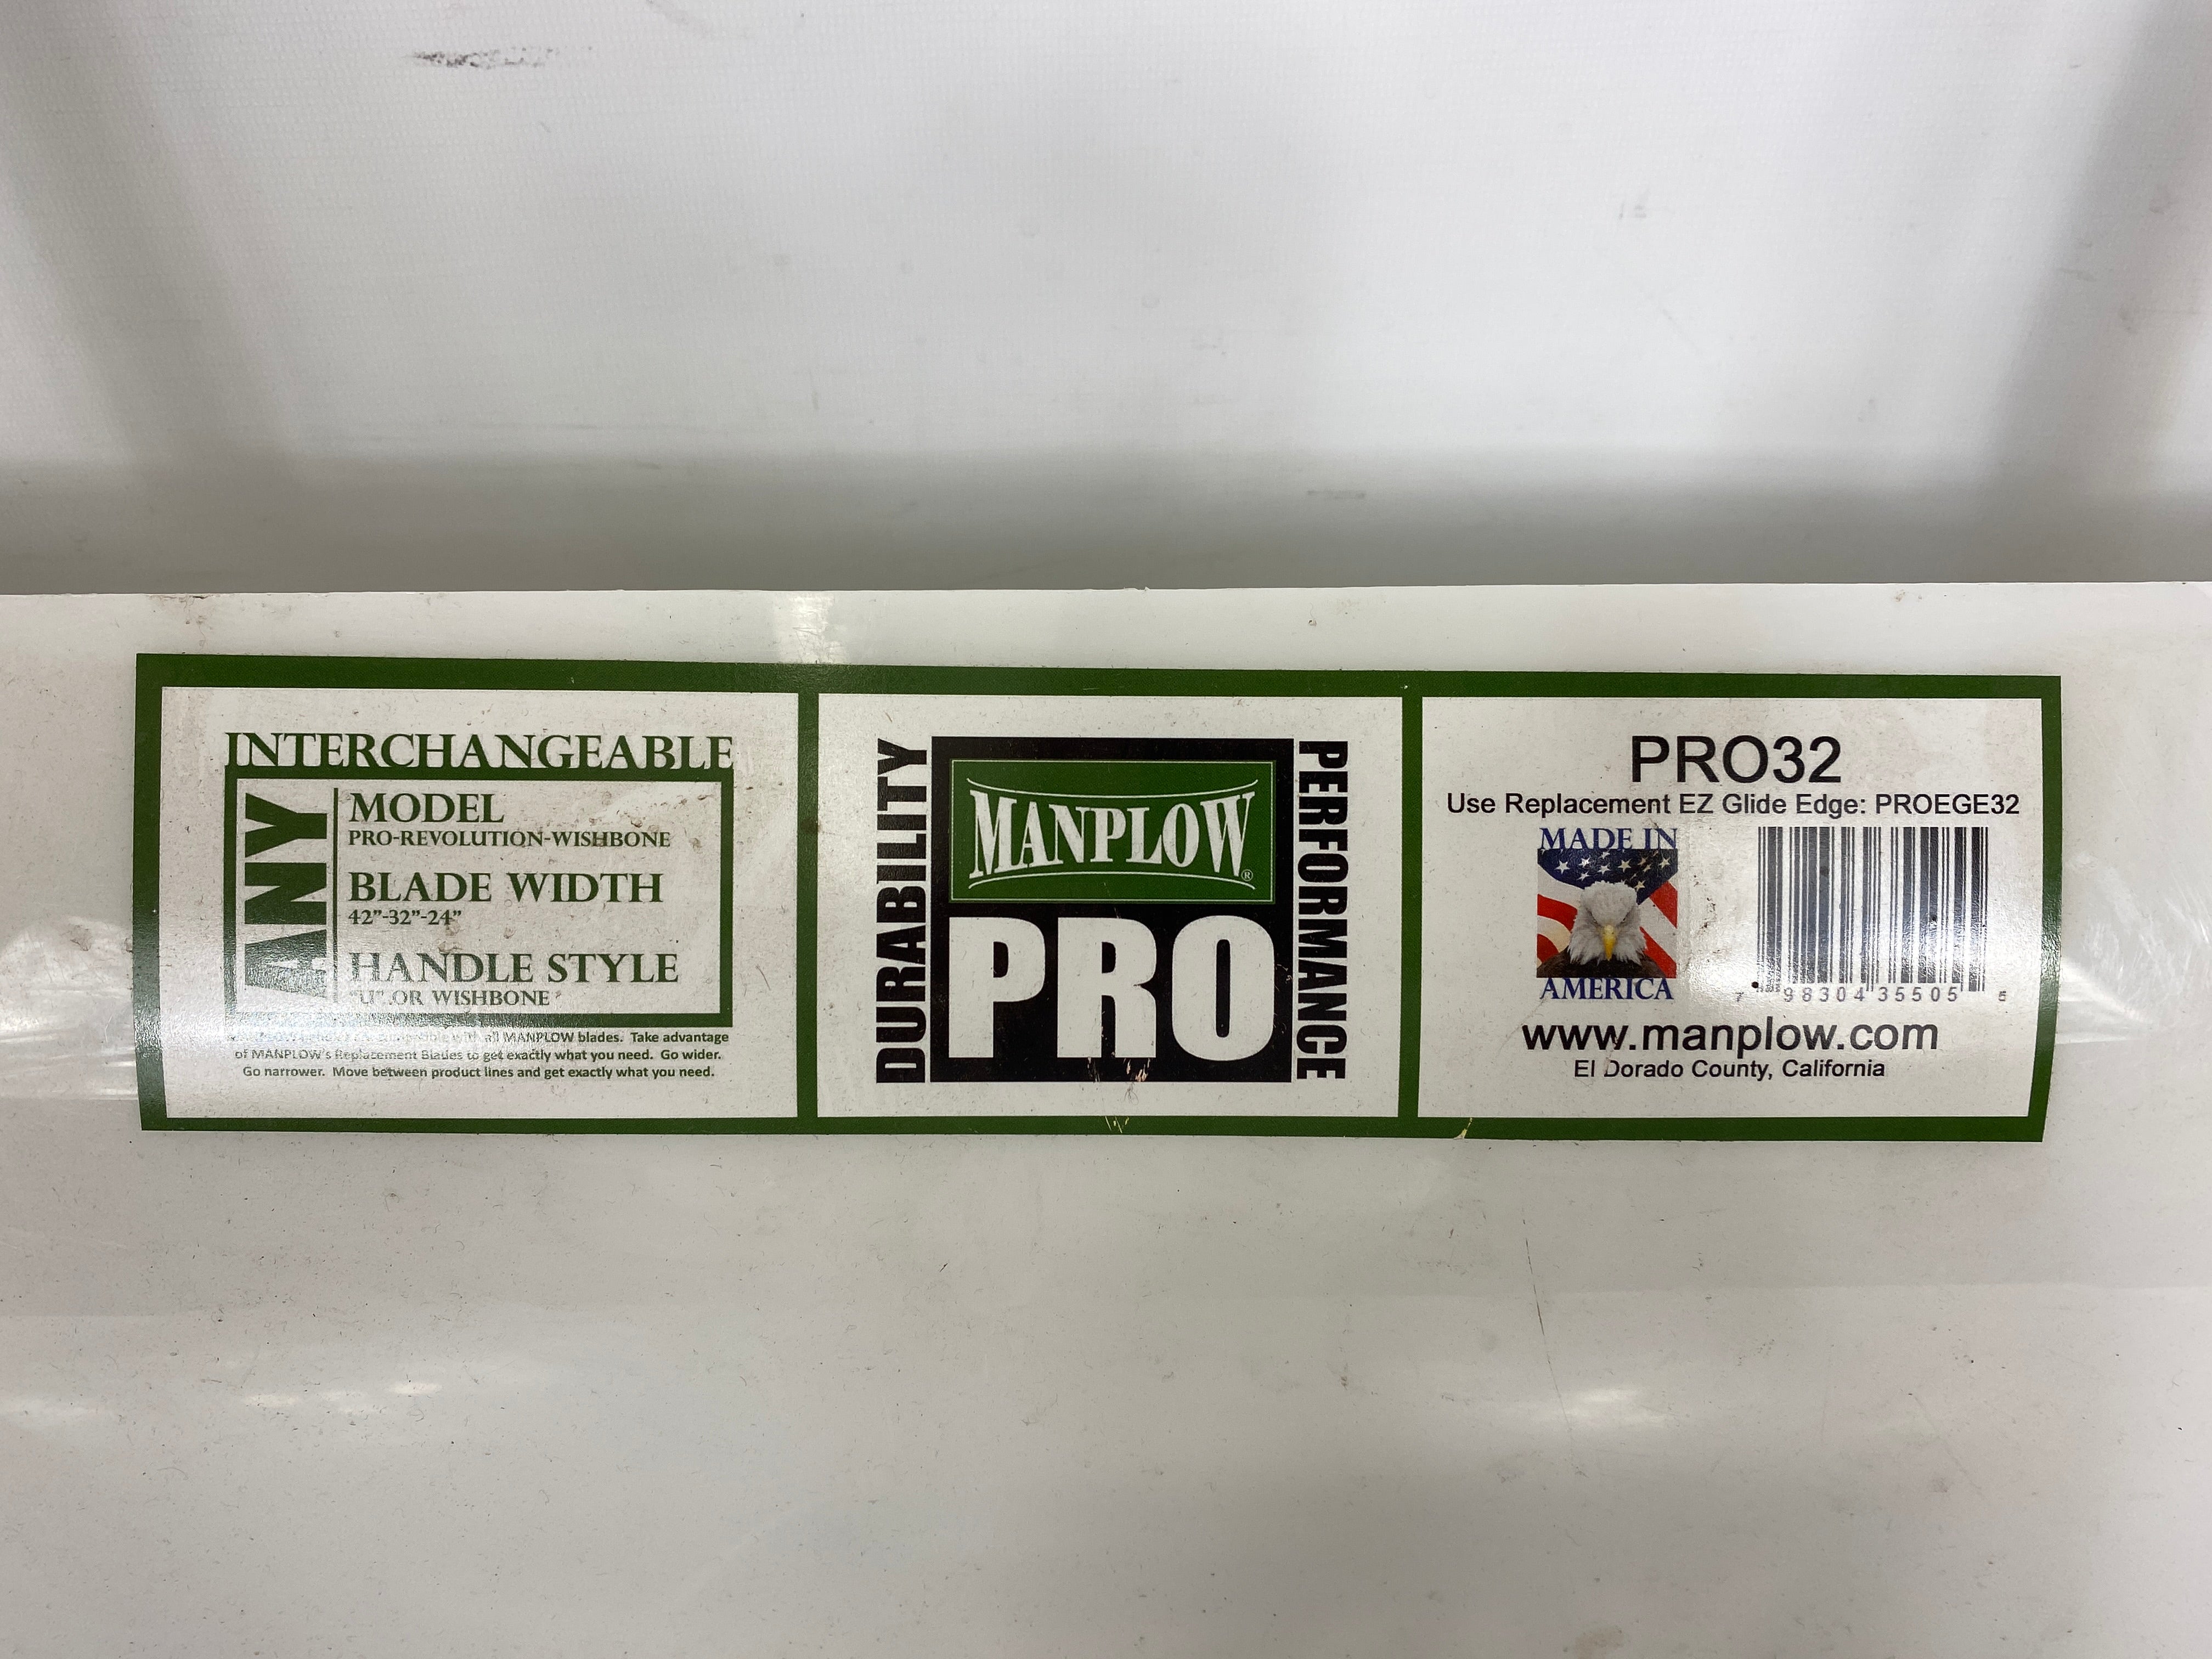 INTERCHANGEABLE
ANY
MODEL
PRO-REVOLUTION-WISHBONE
BLADE WIDTH
42"-32"-24"
HANDLE STYLE
"U" OR WISHBONE
with all MANPLOW blades. Take advantage
of MANPLOW's Replacement Blades to get exactly what you need. Go wider.
Go narrower. Move between product lines and get exactly what you need.
DURABILITY
MANPLOW®
PRO
PERFORMANCE
PRO32
Use Replacement EZ Glide Edge: PROEGE32
MADE IN
AMERICA
7 98304 35505 6
www.manplow.com
El Dorado County, California